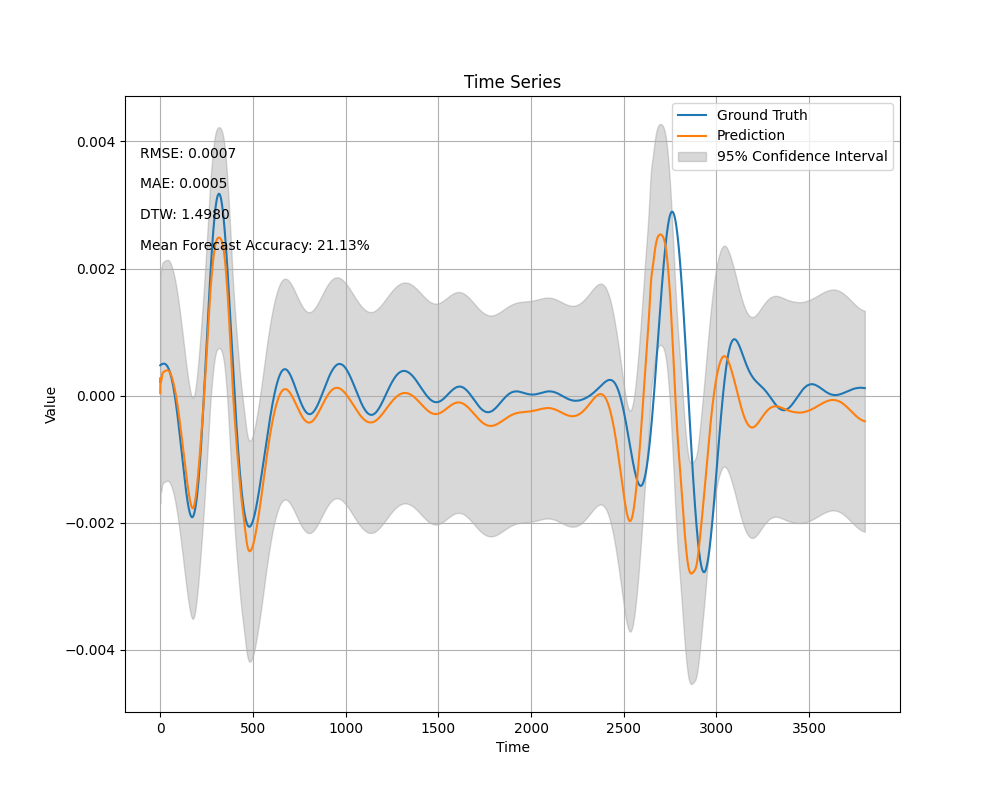 Time Series
Ground Truth
Prediction
95% Confidence Interval
RMSE: 0.0007
MAE: 0.0005
DTW: 1.4980
Mean Forecast Accuracy: 21.13%
0.004
0.002
0.000
−0.002
−0.004
Value
0 500 1000 1500 2000 2500 3000 3500
Time